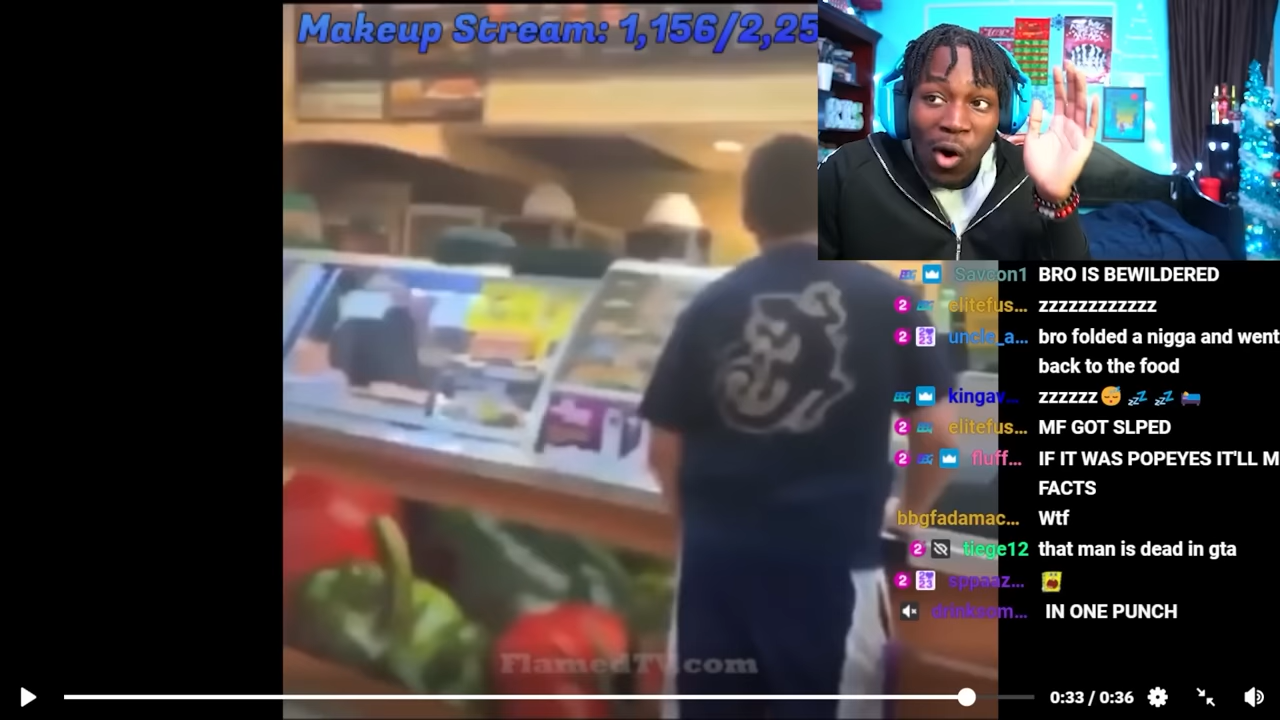 Makeup Stream: 1,156/2,25
Savcon1 BRO IS BEWILDERED
elitefus... zzzzzzzzzzzz
uncle_a... bro folded a nigga and went
back to the food
kingav... zzzzzz😴 💤 💤 🛌
elitefus... MF GOT SLPED
fluff... IF IT WAS POPEYES IT'LL M
FACTS
bbgfadamac... Wtf
tiege12 that man is dead in gta
sppaaz...
drinksom... IN ONE PUNCH
FlamedTV.com
0:33 / 0:36